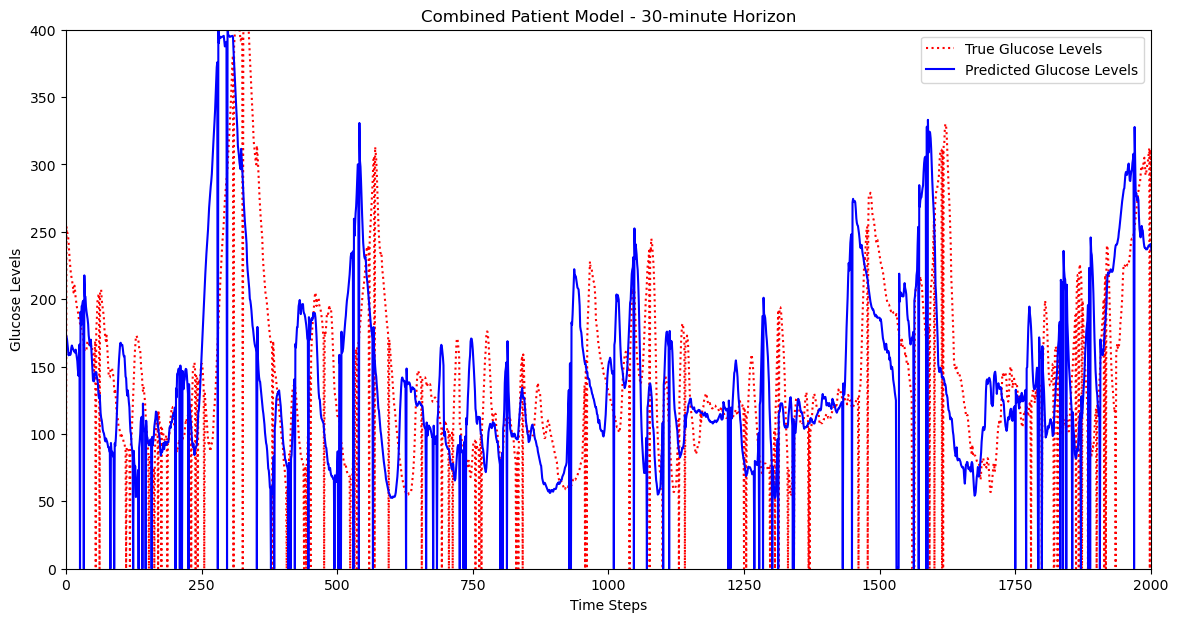 Combined Patient Model - 30-minute Horizon
True Glucose Levels
Predicted Glucose Levels
Glucose Levels
400
350
300
250
200
150
100
50
0
0 250 500 750 1000 1250 1500 1750 2000
Time Steps